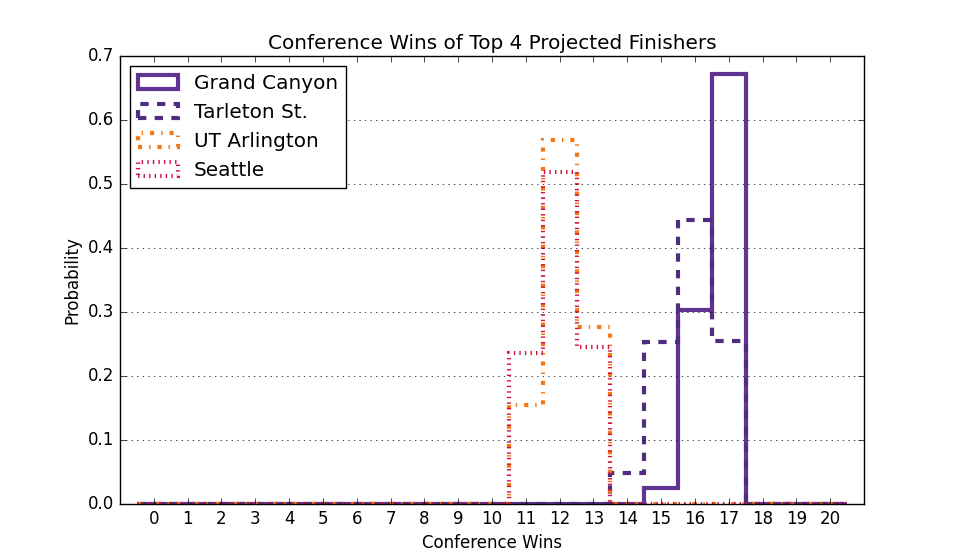 Conference Wins of Top 4 Projected Finishers
0.7
0.6
0.5
0.4
0.3
0.2
0.1
0.0
Probability
Grand Canyon
Tarleton St.
UT Arlington
Seattle
0 1 2 3 4 5 6 7 8 9 10 11 12 13 14 15 16 17 18 19 20
Conference Wins